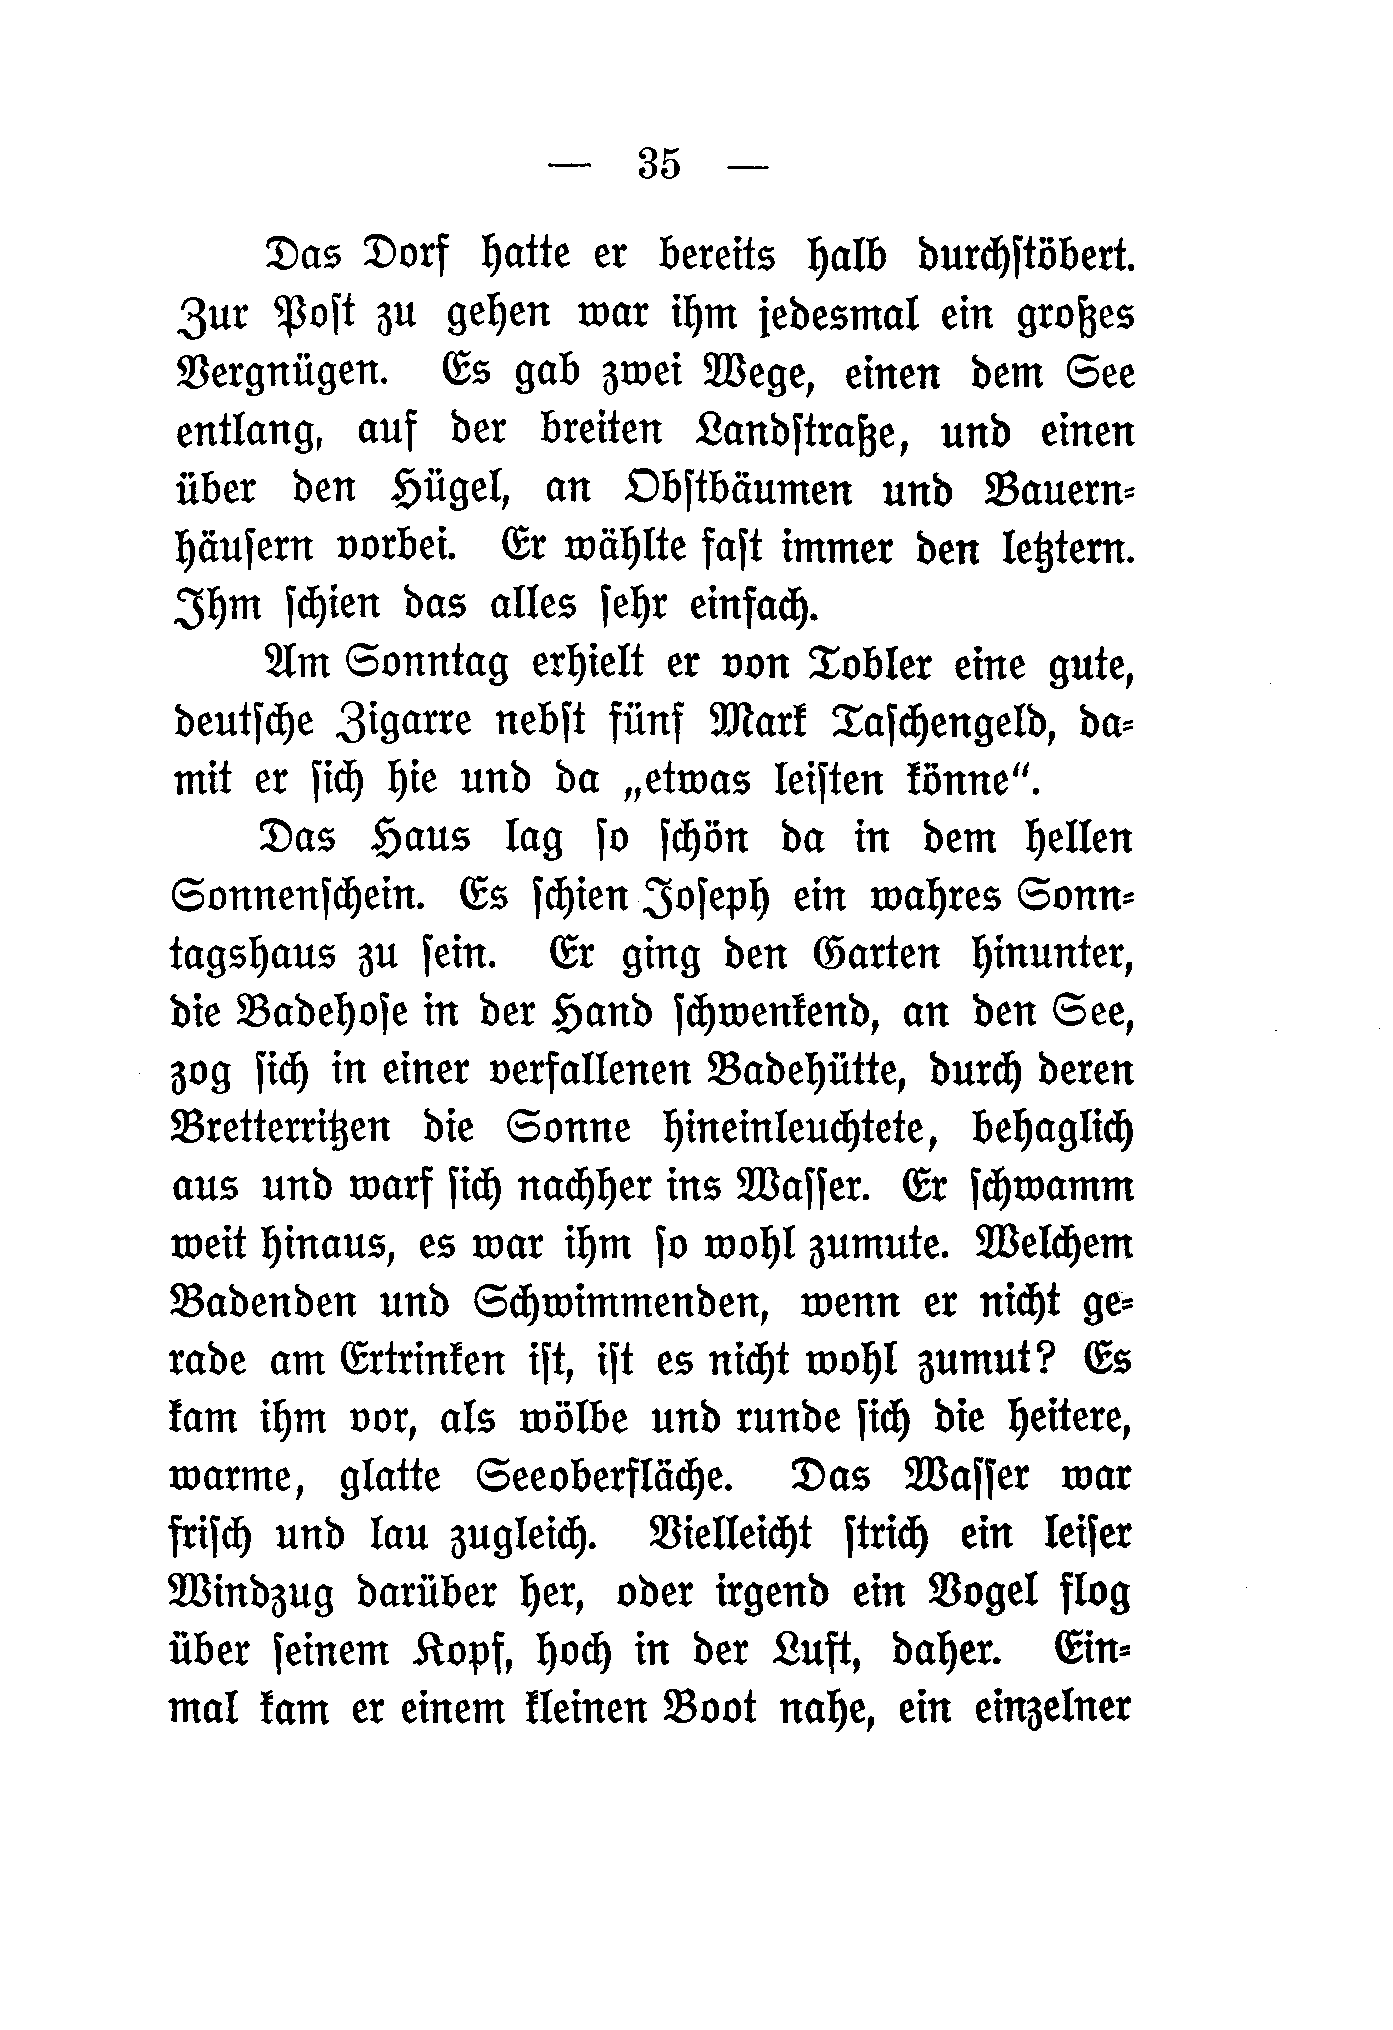 — 35 —
Das Dorf hatte er bereits halb durchſtöbert.
Zur Poſt zu gehen war ihm jedesmal ein großes
Vergnügen. Es gab zwei Wege, einen dem See
entlang, auf der breiten Landſtraße, und einen
über den Hügel, an Obſtbäumen und Bauern⸗
häuſern vorbei. Er wählte faſt immer den letztern.
Ihm ſchien das alles ſehr einfach.
Am Sonntag erhielt er von Tobler eine gute,
deutſche Zigarre nebſt fünf Mark Taſchengeld, da⸗
mit er ſich hie und da „etwas leiſten könne“.
Das Haus lag ſo ſchön da in dem hellen
Sonnenſchein. Es ſchien Joſeph ein wahres Sonn⸗
tagshaus zu ſein. Er ging den Garten hinunter,
die Badehoſe in der Hand ſchwenkend, an den See,
zog ſich in einer verfallenen Badehütte, durch deren
Bretterritzen die Sonne hineinleuchtete, behaglich
aus und warf ſich nachher ins Waſſer. Er ſchwamm
weit hinaus, es war ihm ſo wohl zumute. Welchem
Badenden und Schwimmenden, wenn er nicht ge⸗
rade am Ertrinken iſt, iſt es nicht wohl zumut? Es
kam ihm vor, als wölbe und runde ſich die heitere,
warme, glatte Seeoberfläche. Das Waſſer war
friſch und lau zugleich. Vielleicht ſtrich ein leiſer
Windzug darüber her, oder irgend ein Vogel flog
über ſeinem Kopf, hoch in der Luft, daher. Ein⸗
mal kam er einem kleinen Boot nahe, ein einzelner